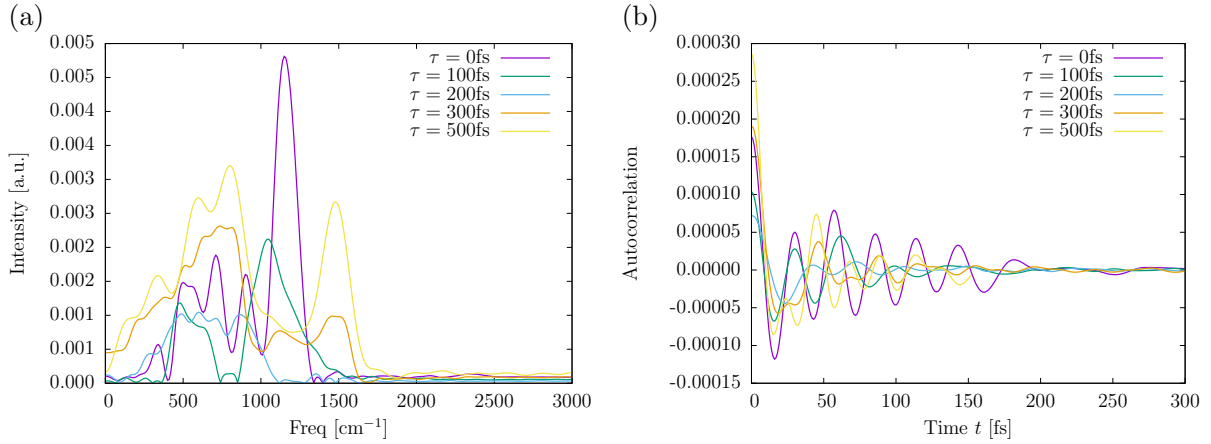 (a)
0.005
0.005
0.004
0.004
0.003
0.003
0.002
0.002
0.001
0.001
0.000
Intensity [a.u.]
0 500 1000 1500 2000 2500 3000
Freq [cm⁻¹]
τ = 0fs
τ = 100fs
τ = 200fs
τ = 300fs
τ = 500fs
(b)
0.00030
0.00025
0.00020
0.00015
0.00010
0.00005
0.00000
-0.00005
-0.00010
-0.00015
Autocorrelation
0 50 100 150 200 250 300
Time t [fs]
τ = 0fs
τ = 100fs
τ = 200fs
τ = 300fs
τ = 500fs